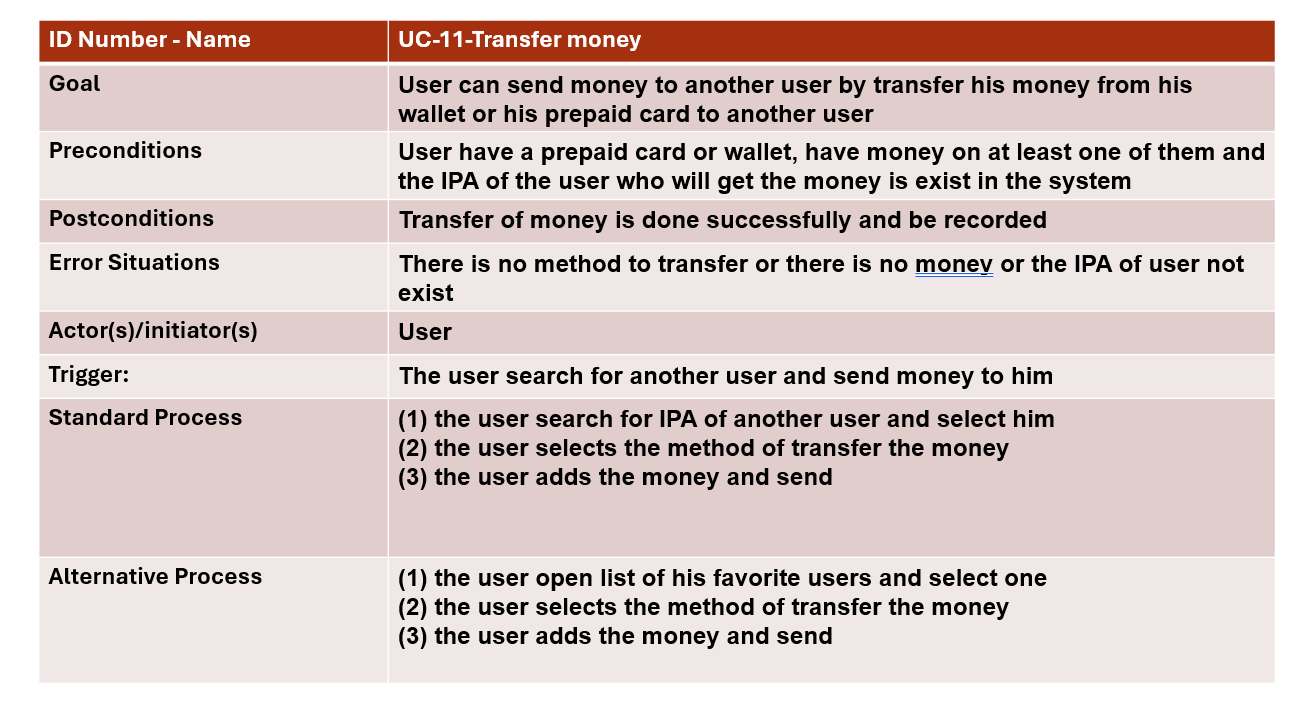 ID Number - Name
UC-11-Transfer money
Goal
User can send money to another user by transfer his money from his
wallet or his prepaid card to another user
Preconditions
User have a prepaid card or wallet, have money on at least one of them and
the IPA of the user who will get the money is exist in the system
Postconditions
Transfer of money is done successfully and be recorded
Error Situations
There is no method to transfer or there is no money or the IPA of user not
exist
Actor(s)/initiator(s)
User
Trigger:
The user search for another user and send money to him
Standard Process
(1) the user search for IPA of another user and select him
(2) the user selects the method of transfer the money
(3) the user adds the money and send
Alternative Process
(1) the user open list of his favorite users and select one
(2) the user selects the method of transfer the money
(3) the user adds the money and send